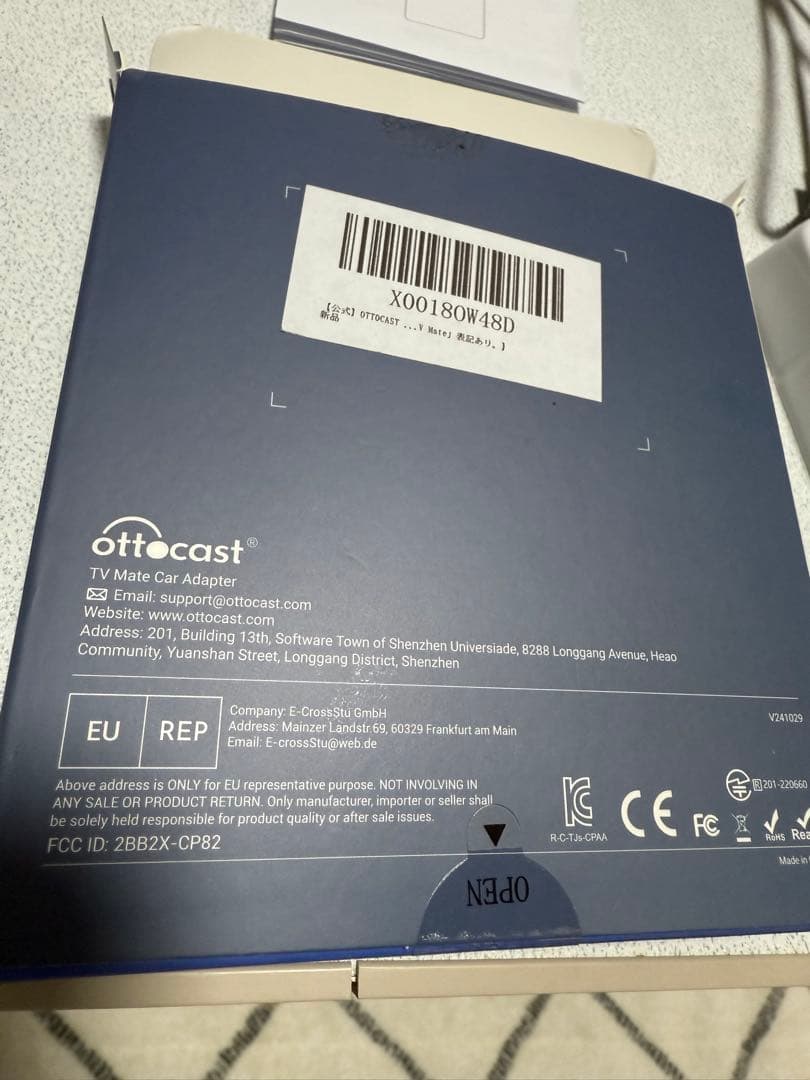 X00180W48D
【公式】OTTOCAST ...V Mate」表記あり。】
新品
ottocast®
TV Mate Car Adapter
Email: support@ottocast.com
Website: www.ottocast.com
Address: 201, Building 13th, Software Town of Shenzhen Universiade, 8288 Longgang Avenue, Heao
Community, Yuanshan Street, Longgang District, Shenzhen
EU REP
Company: E-CrossStu GmbH
Address: Mainzer Landstr.69, 60329 Frankfurt am Main
Email: E-crossStu@web.de
V241029
Above address is ONLY for EU representative purpose. NOT INVOLVING IN
ANY SALE OR PRODUCT RETURN. Only manufacturer, importer or seller shall
be solely held responsible for product quality or after sale issues.
FCC ID: 2BB2X-CP82
R-C-TJs-CPAA
CE
FC
R 201-220660
RoHS
Rea
Made in
OPEN